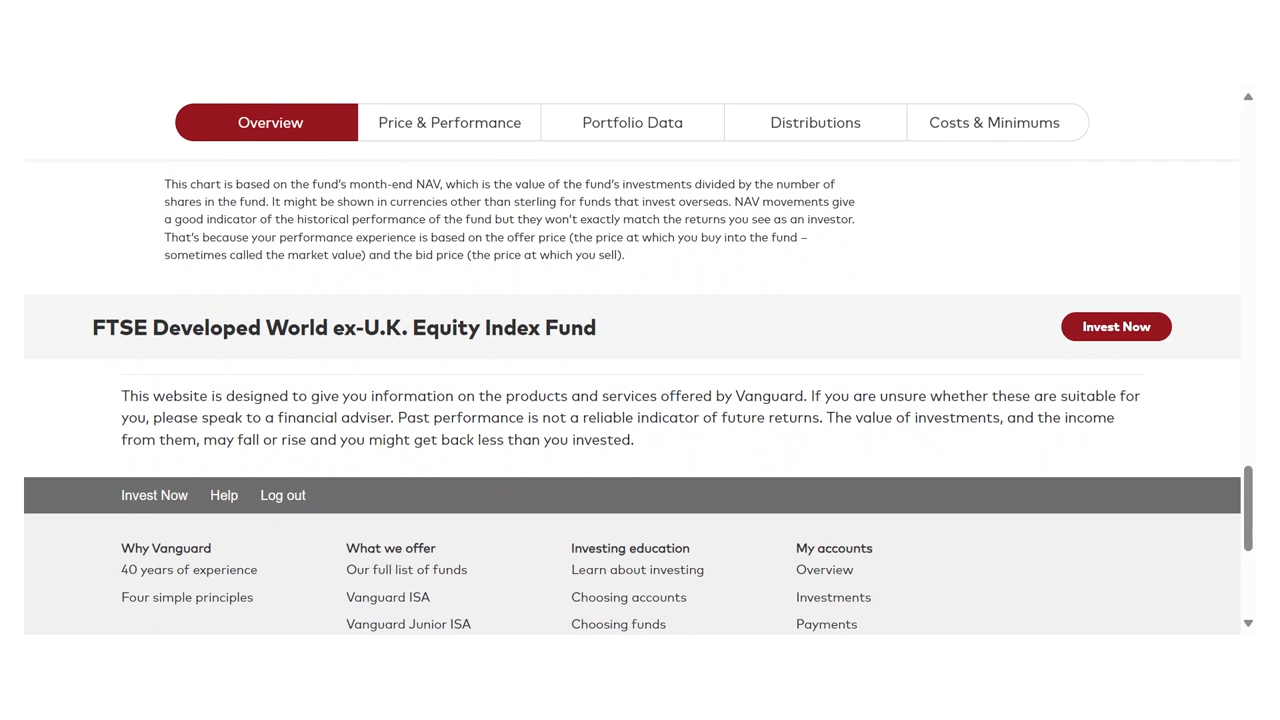 Overview
Price & Performance
Portfolio Data
Distributions
Costs & Minimums
This chart is based on the fund’s month-end NAV, which is the value of the fund’s investments divided by the number of
shares in the fund. It might be shown in currencies other than sterling for funds that invest overseas. NAV movements give
a good indicator of the historical performance of the fund but they won’t exactly match the returns you see as an investor.
That’s because your performance experience is based on the offer price (the price at which you buy into the fund –
sometimes called the market value) and the bid price (the price at which you sell).
FTSE Developed World ex-U.K. Equity Index Fund
Invest Now
This website is designed to give you information on the products and services offered by Vanguard. If you are unsure whether these are suitable for
you, please speak to a financial adviser. Past performance is not a reliable indicator of future returns. The value of investments, and the income
from them, may fall or rise and you might get back less than you invested.
Invest Now
Help
Log out
Why Vanguard
40 years of experience
Four simple principles
What we offer
Our full list of funds
Vanguard ISA
Vanguard Junior ISA
Investing education
Learn about investing
Choosing accounts
Choosing funds
My accounts
Overview
Investments
Payments